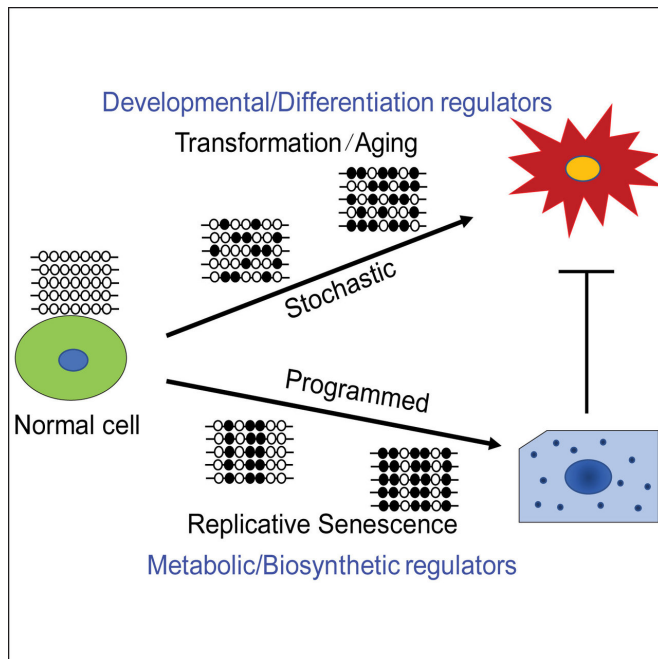 Developmental/Differentiation regulators
Transformation/Aging
Stochastic
Programmed
Normal cell
Replicative Senescence
Metabolic/Biosynthetic regulators